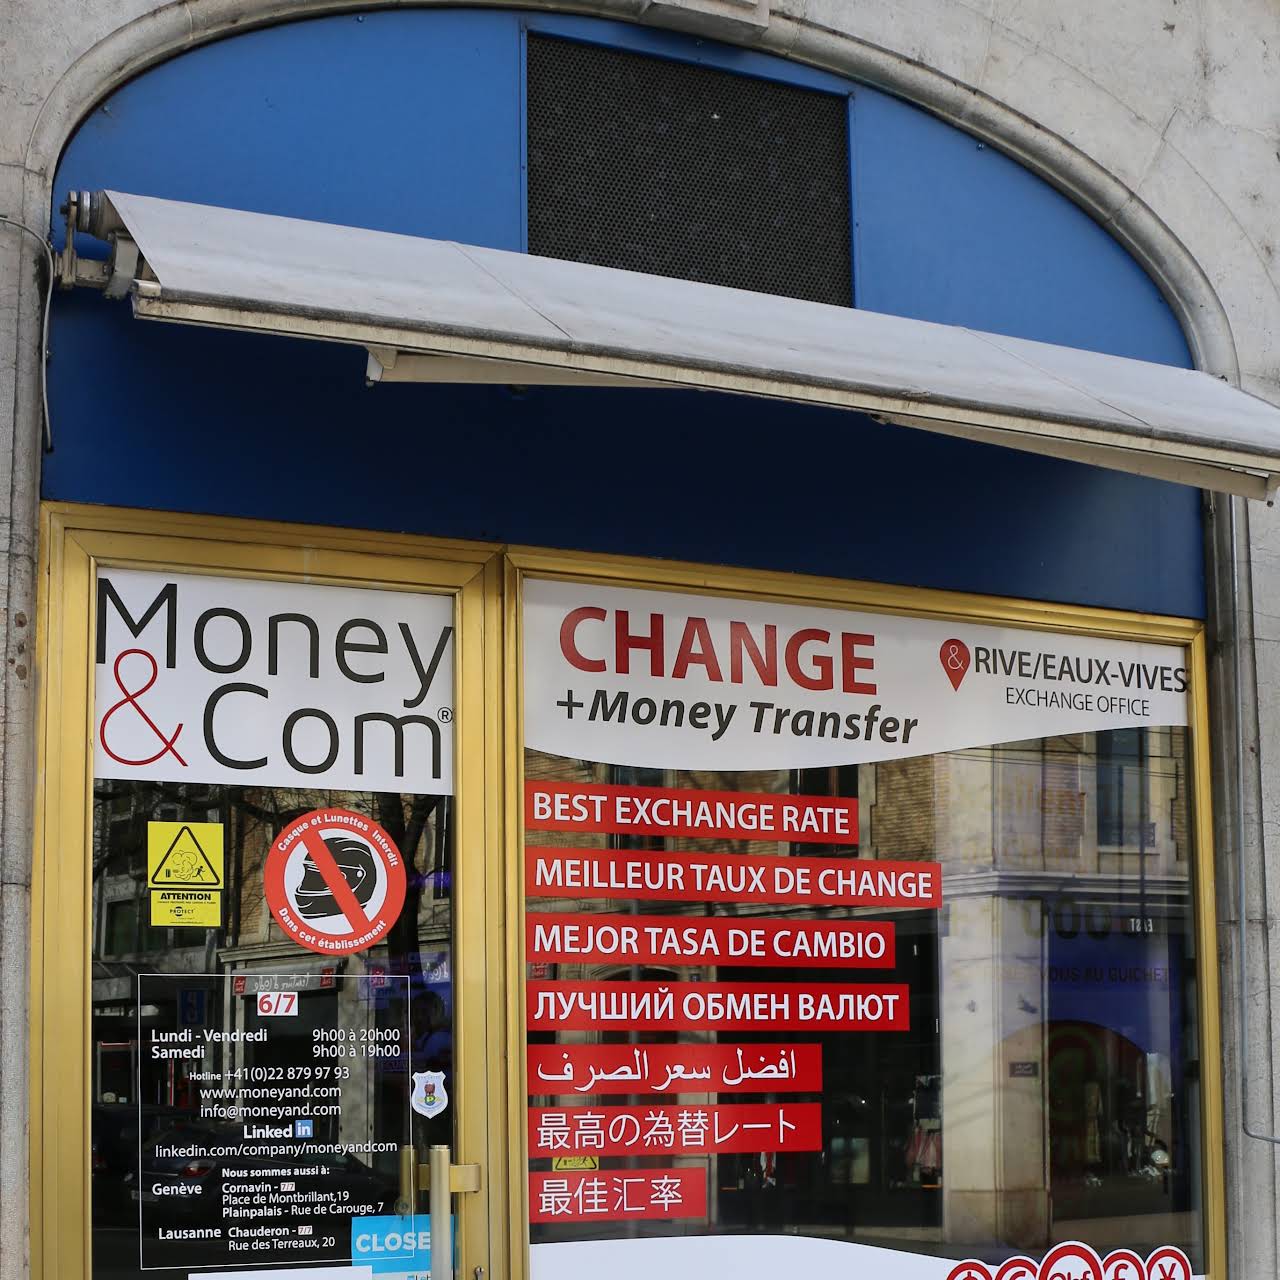 Money
&Com®
CHANGE
+Money Transfer
& RIVE/EAUX-VIVES
EXCHANGE OFFICE
BEST EXCHANGE RATE
MEILLEUR TAUX DE CHANGE
MEJOR TASA DE CAMBIO
ЛУЧШИЙ ОБМЕН ВАЛЮТ
افضل سعر الصرف
最高の為替レート
最佳汇率
Casque et Lunettes Interdit
Dans cet établissement
ATTENTION
PROTECT
6/7
Lundi - Vendredi 9h00 à 20h00
Samedi 9h00 à 19h00
Hotline +41(0)22 879 97 93
www.moneyand.com
info@moneyand.com
Linked in
linkedin.com/company/moneyandcom
Nous sommes aussi à:
Genève Cornavin - 7/7
Place de Montbrillant,19
Plainpalais - Rue de Carouge, 7
Lausanne Chauderon - 7/7
Rue des Terreaux, 20
CLOSE
€ Chf £ ¥